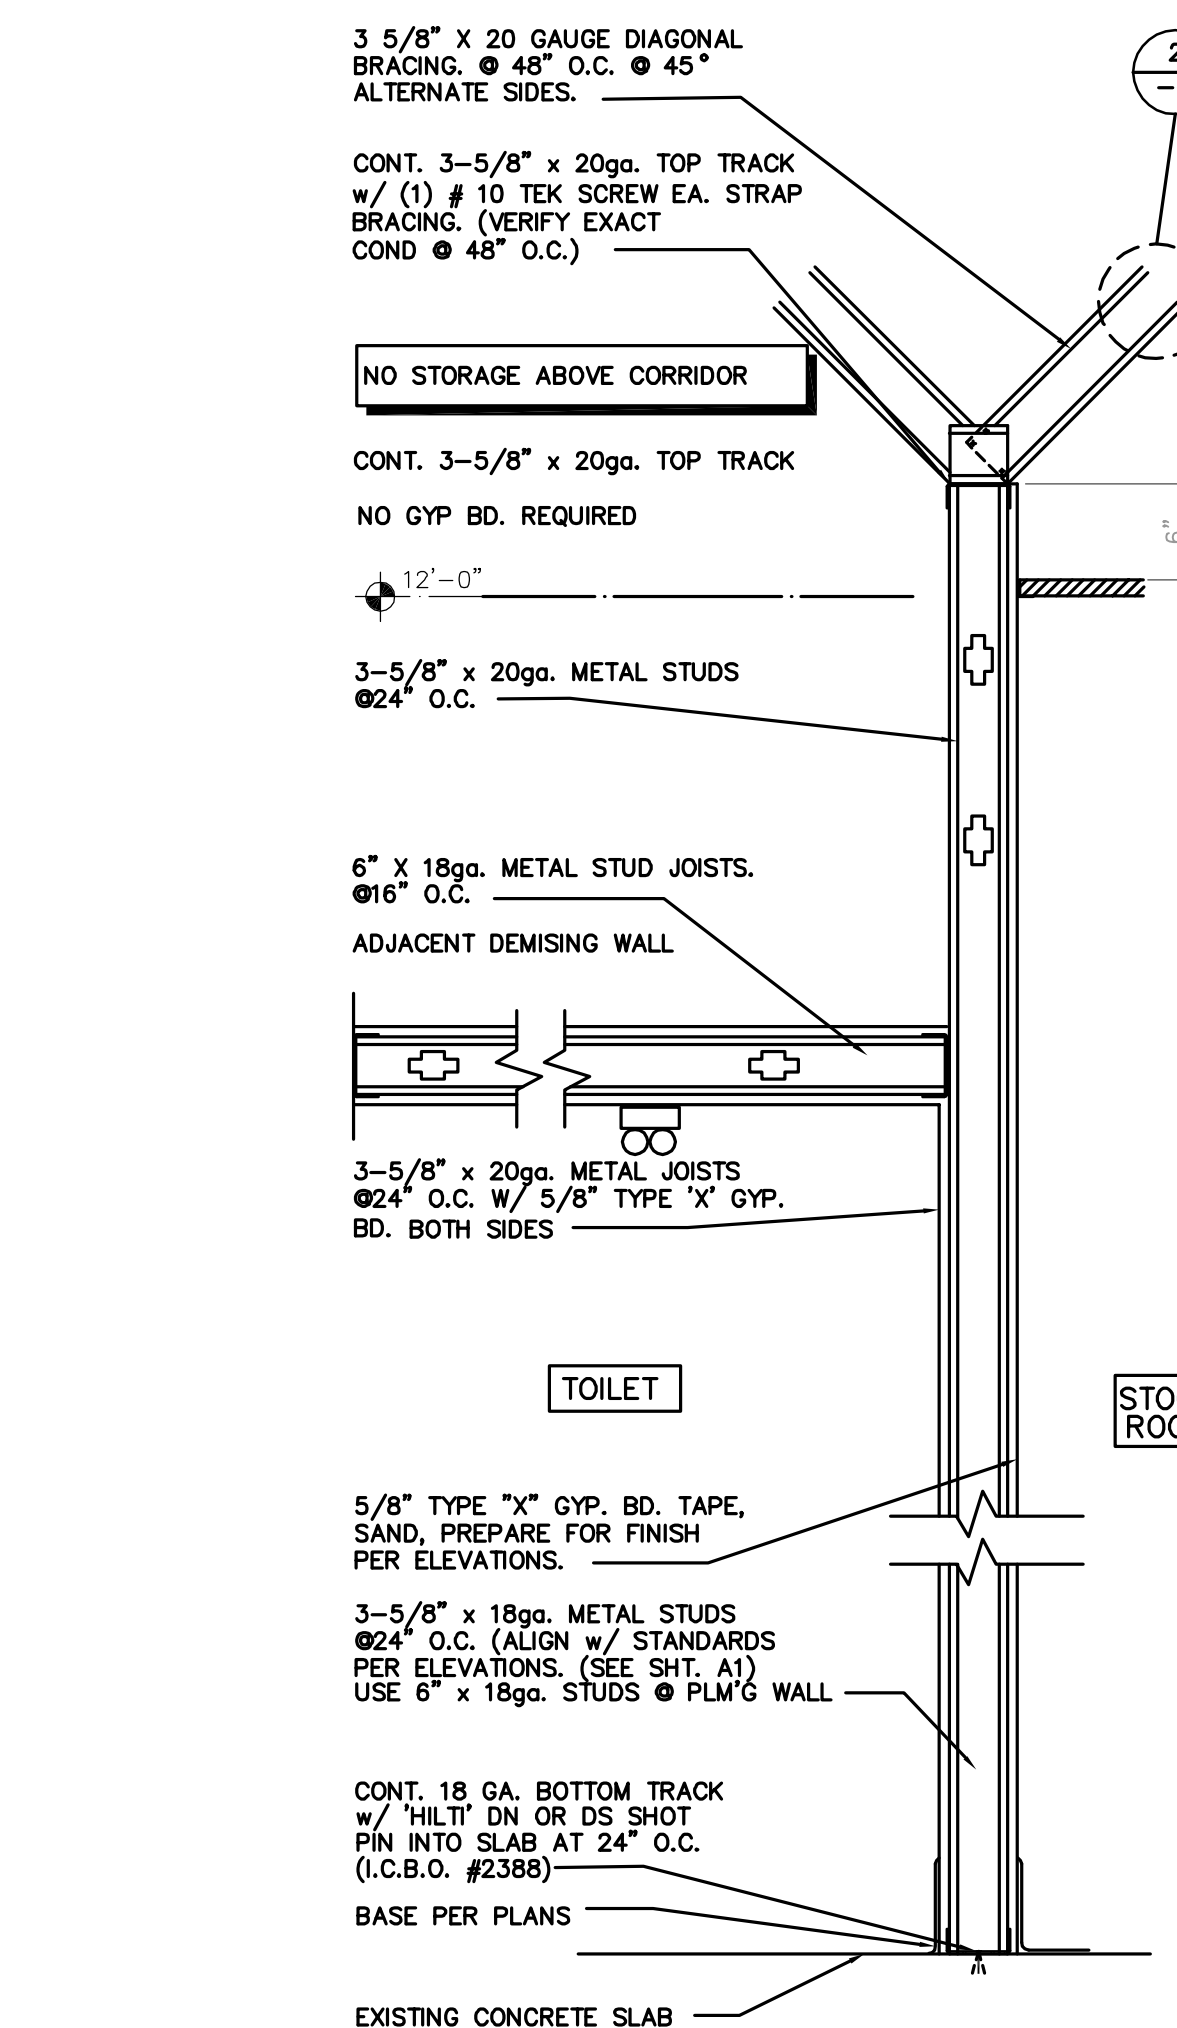 3 5/8" X 20 GAUGE DIAGONAL
BRACING. @ 48" O.C. @ 45°
ALTERNATE SIDES.
2
-
CONT. 3-5/8" x 20ga. TOP TRACK
w/ (1) # 10 TEK SCREW EA. STRAP
BRACING. (VERIFY EXACT
COND @ 48" O.C.)
NO STORAGE ABOVE CORRIDOR
CONT. 3-5/8" x 20ga. TOP TRACK
NO GYP BD. REQUIRED
6"
12'-0"
3-5/8" x 20ga. METAL STUDS
@24" O.C.
6" X 18ga. METAL STUD JOISTS.
@16" O.C.
ADJACENT DEMISING WALL
3-5/8" x 20ga. METAL JOISTS
@24" O.C. W/ 5/8" TYPE 'X' GYP.
BD. BOTH SIDES
TOILET
5/8" TYPE "X" GYP. BD. TAPE,
SAND, PREPARE FOR FINISH
PER ELEVATIONS.
3-5/8" x 18ga. METAL STUDS
@24" O.C. (ALIGN w/ STANDARDS
PER ELEVATIONS. (SEE SHT. A1)
USE 6" x 18ga. STUDS @ PLM'G WALL
CONT. 18 GA. BOTTOM TRACK
w/ 'HILTI' DN OR DS SHOT
PIN INTO SLAB AT 24" O.C.
(I.C.B.O. #2388)
BASE PER PLANS
EXISTING CONCRETE SLAB